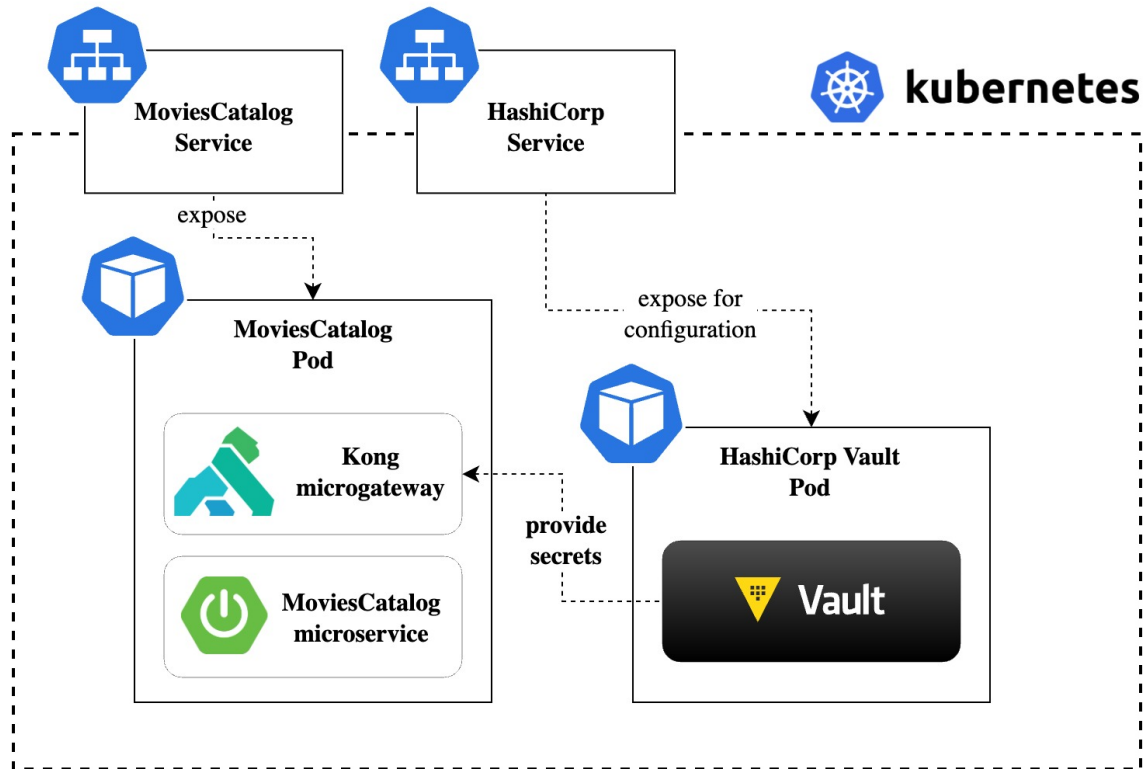 MoviesCatalog
Service
HashiCorp
Service
kubernetes
expose
expose for
configuration
MoviesCatalog
Pod
Kong
microgateway
MoviesCatalog
microservice
provide
secrets
HashiCorp Vault
Pod
Vault